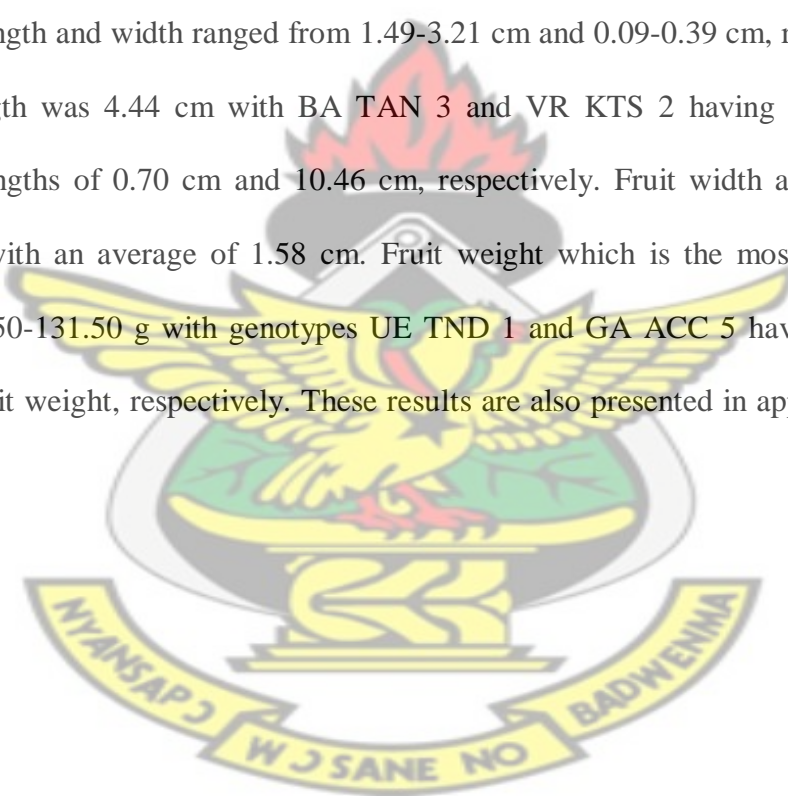 ngth and width ranged from 1.49-3.21 cm and 0.09-0.39 cm, r
gth was 4.44 cm with BA TAN 3 and VR KTS 2 having
ngths of 0.70 cm and 10.46 cm, respectively. Fruit width a
with an average of 1.58 cm. Fruit weight which is the mos
50-131.50 g with genotypes UE TND 1 and GA ACC 5 hav
it weight, respectively. These results are also presented in app
NYANSAPƆ
WƆSANE NO
BADWENMA